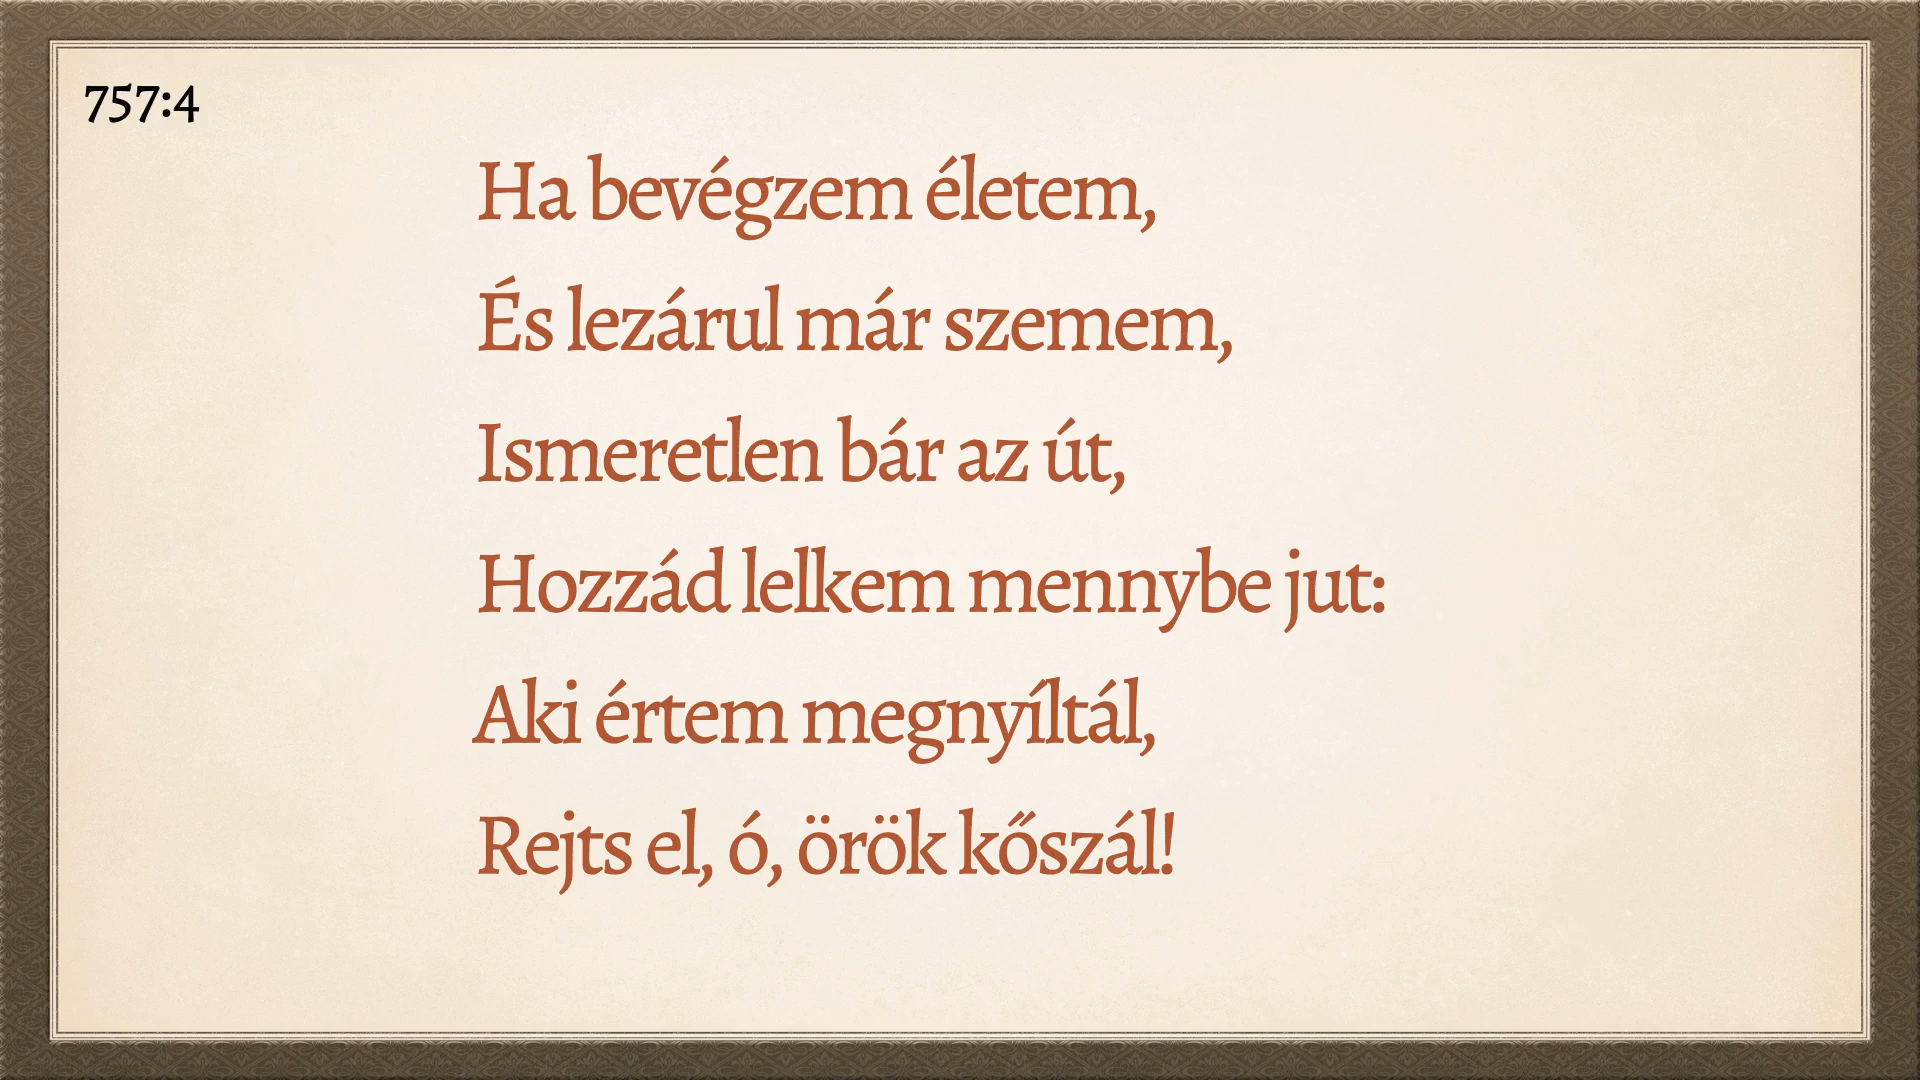 757:4
Ha bevégzem életem,
És lezárul már szemem,
Ismeretlen bár az út,
Hozzád lelkem mennybe jut:
Aki értem megnyíltál,
Rejts el, ó, örök kőszál!